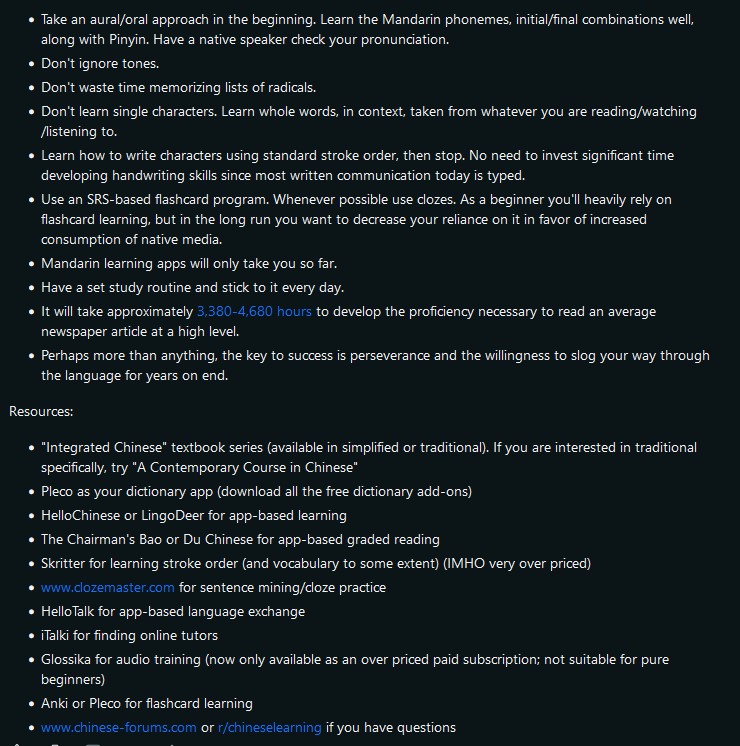 • Take an aural/oral approach in the beginning. Learn the Mandarin phonemes, initial/final combinations well,
along with Pinyin. Have a native speaker check your pronunciation.
• Don't ignore tones.
• Don't waste time memorizing lists of radicals.
• Don't learn single characters. Learn whole words, in context, taken from whatever you are reading/watching
/listening to.
• Learn how to write characters using standard stroke order, then stop. No need to invest significant time
developing handwriting skills since most written communication today is typed.
• Use an SRS-based flashcard program. Whenever possible use clozes. As a beginner you'll heavily rely on
flashcard learning, but in the long run you want to decrease your reliance on it in favor of increased
consumption of native media.
• Mandarin learning apps will only take you so far.
• Have a set study routine and stick to it every day.
• It will take approximately 3,380-4,680 hours to develop the proficiency necessary to read an average
newspaper article at a high level.
• Perhaps more than anything, the key to success is perseverance and the willingness to slog your way through
the language for years on end.
Resources:
• "Integrated Chinese" textbook series (available in simplified or traditional). If you are interested in traditional
specifically, try "A Contemporary Course in Chinese"
• Pleco as your dictionary app (download all the free dictionary add-ons)
• HelloChinese or LingoDeer for app-based learning
• The Chairman's Bao or Du Chinese for app-based graded reading
• Skritter for learning stroke order (and vocabulary to some extent) (IMHO very over priced)
• www.clozemaster.com for sentence mining/cloze practice
• HelloTalk for app-based language exchange
• iTalki for finding online tutors
• Glossika for audio training (now only available as an over priced paid subscription; not suitable for pure
beginners)
• Anki or Pleco for flashcard learning
• www.chinese-forums.com or r/chineselearning if you have questions